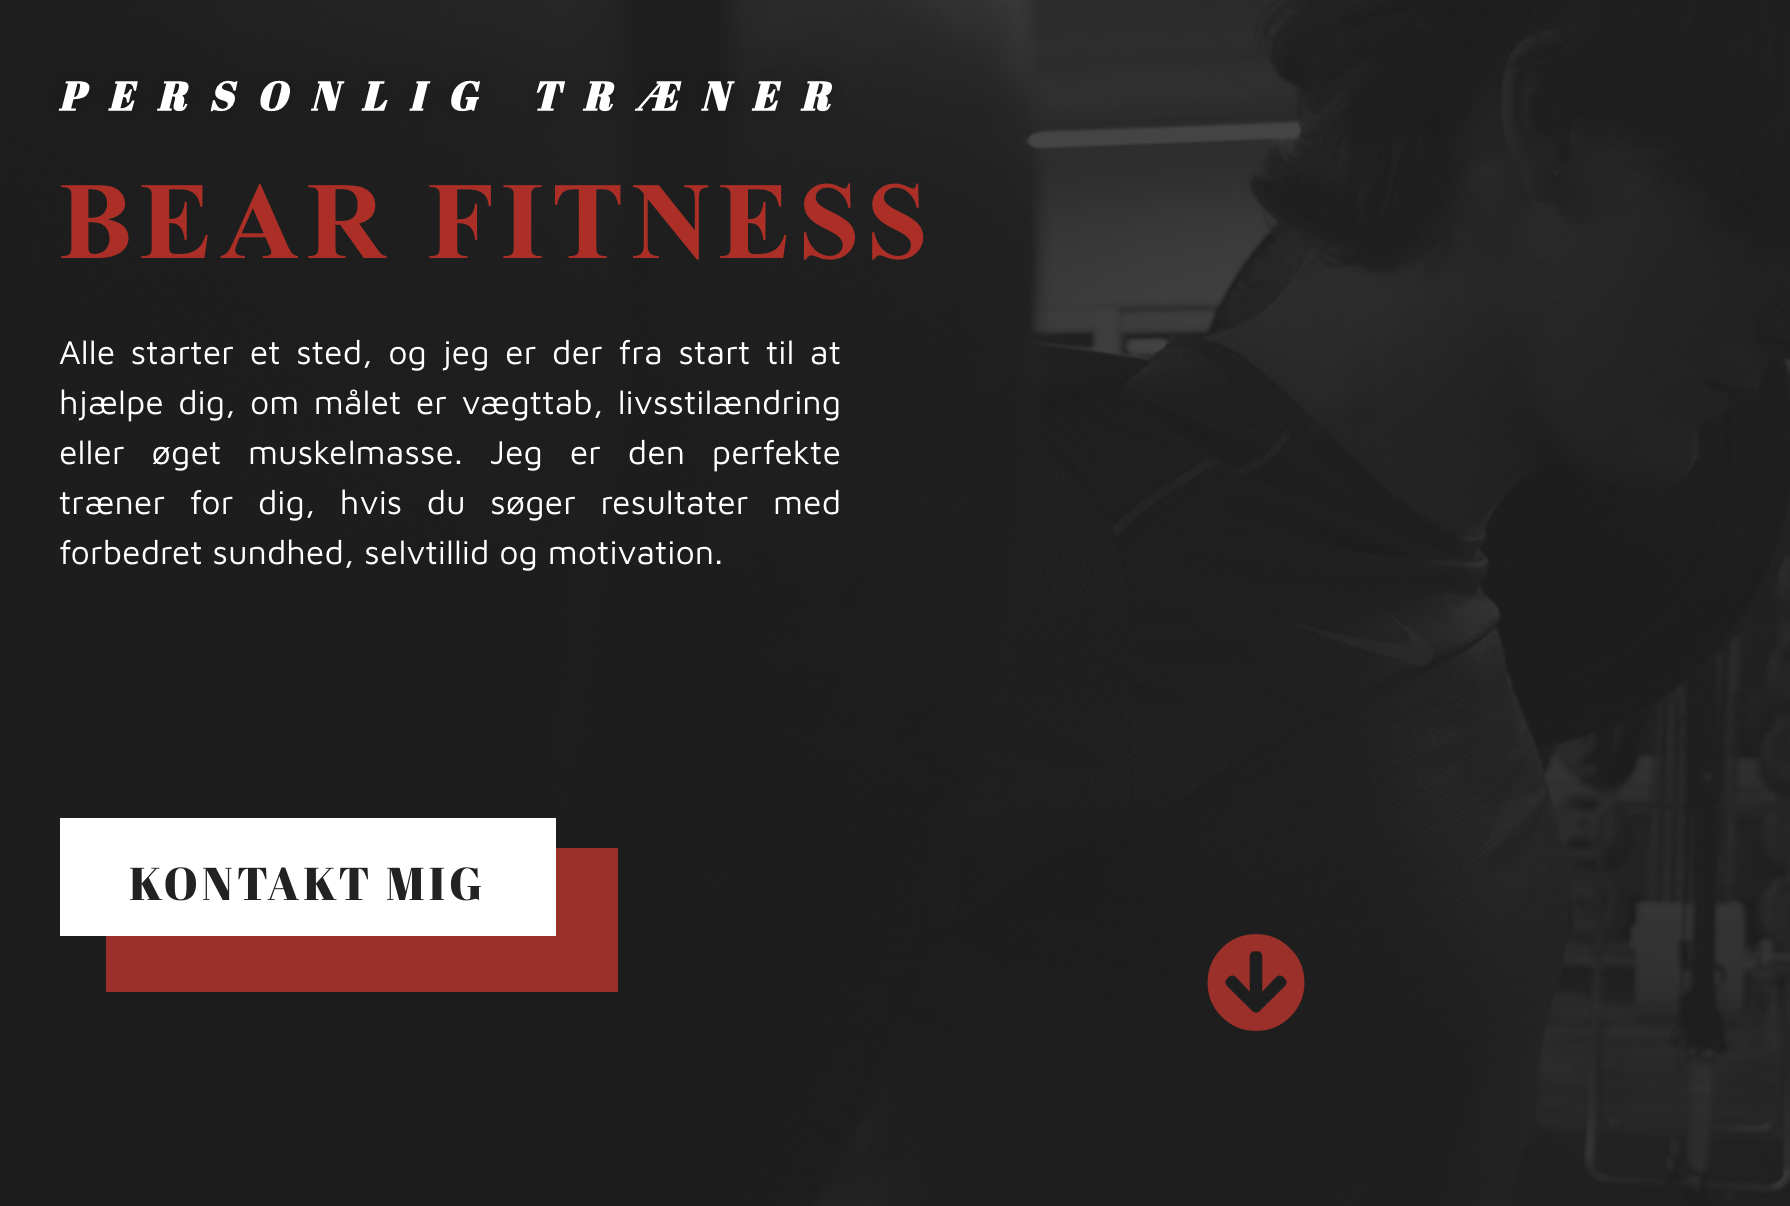 PERSONLIG TRÆNER
BEAR FITNESS
Alle starter et sted, og jeg er der fra start til at
hjælpe dig, om målet er vægttab, livsstilændring
eller øget muskelmasse. Jeg er den perfekte
træner for dig, hvis du søger resultater med
forbedret sundhed, selvtillid og motivation.
KONTAKT MIG